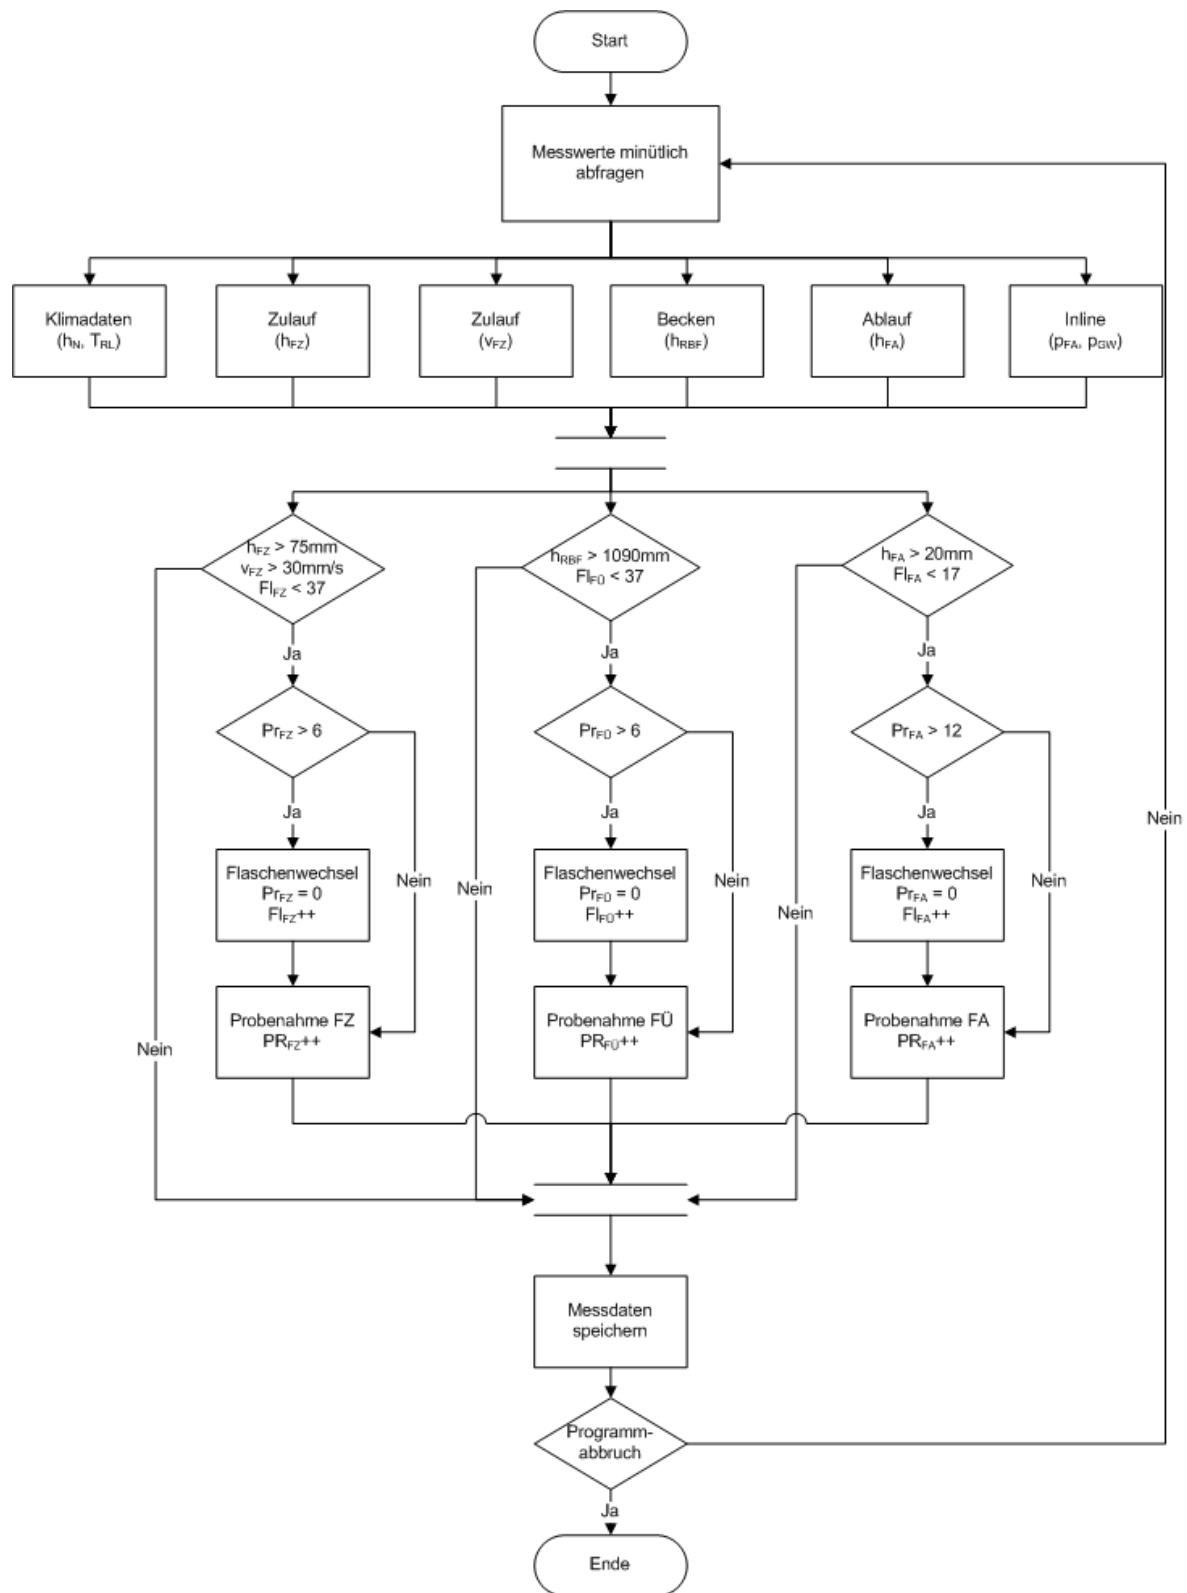 Start
Messwerte minütlich
abfragen
Klimadaten
(hN, TRL)
Zulauf
(hFZ)
Zulauf
(vFZ)
Becken
(hRBF)
Ablauf
(hFA)
Inline
(pFA, pGW)
hFZ > 75mm
vFZ > 30mm/s
FlFZ < 37
hRBF > 1090mm
FlFÜ < 37
hFA > 20mm
FlFA < 17
Ja
Ja
Ja
PrFZ > 6
PrFÜ > 6
PrFA > 12
Ja
Ja
Ja
Nein
Flaschenwechsel
PrFZ = 0
FlFZ++
Nein
Nein
Flaschenwechsel
PrFÜ = 0
FlFÜ++
Nein
Nein
Flaschenwechsel
PrFA = 0
FlFA++
Nein
Nein
Probenahme FZ
PRFZ++
Probenahme FÜ
PRFÜ++
Probenahme FA
PRFA++
Messdaten
speichern
Programm-
abbruch
Ja
Ende